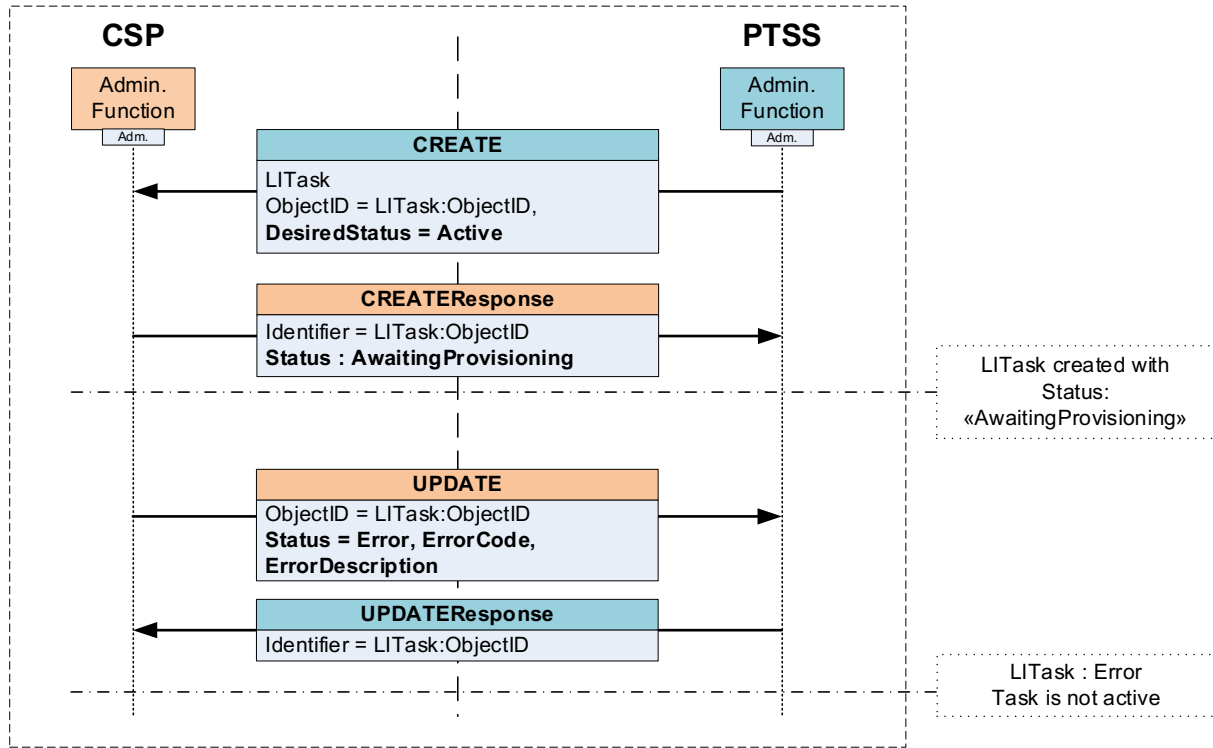 CSP
PTSS
Admin.
Function
Adm.
Admin.
Function
Adm.
CREATE
LITask
ObjectID = LITask:ObjectID,
DesiredStatus = Active
CREATEResponse
Identifier = LITask:ObjectID
Status : AwaitingProvisioning
LITask created with
Status:
«AwaitingProvisioning»
UPDATE
ObjectID = LITask:ObjectID
Status = Error, ErrorCode,
ErrorDescription
UPDATEResponse
Identifier = LITask:ObjectID
LITask : Error
Task is not active